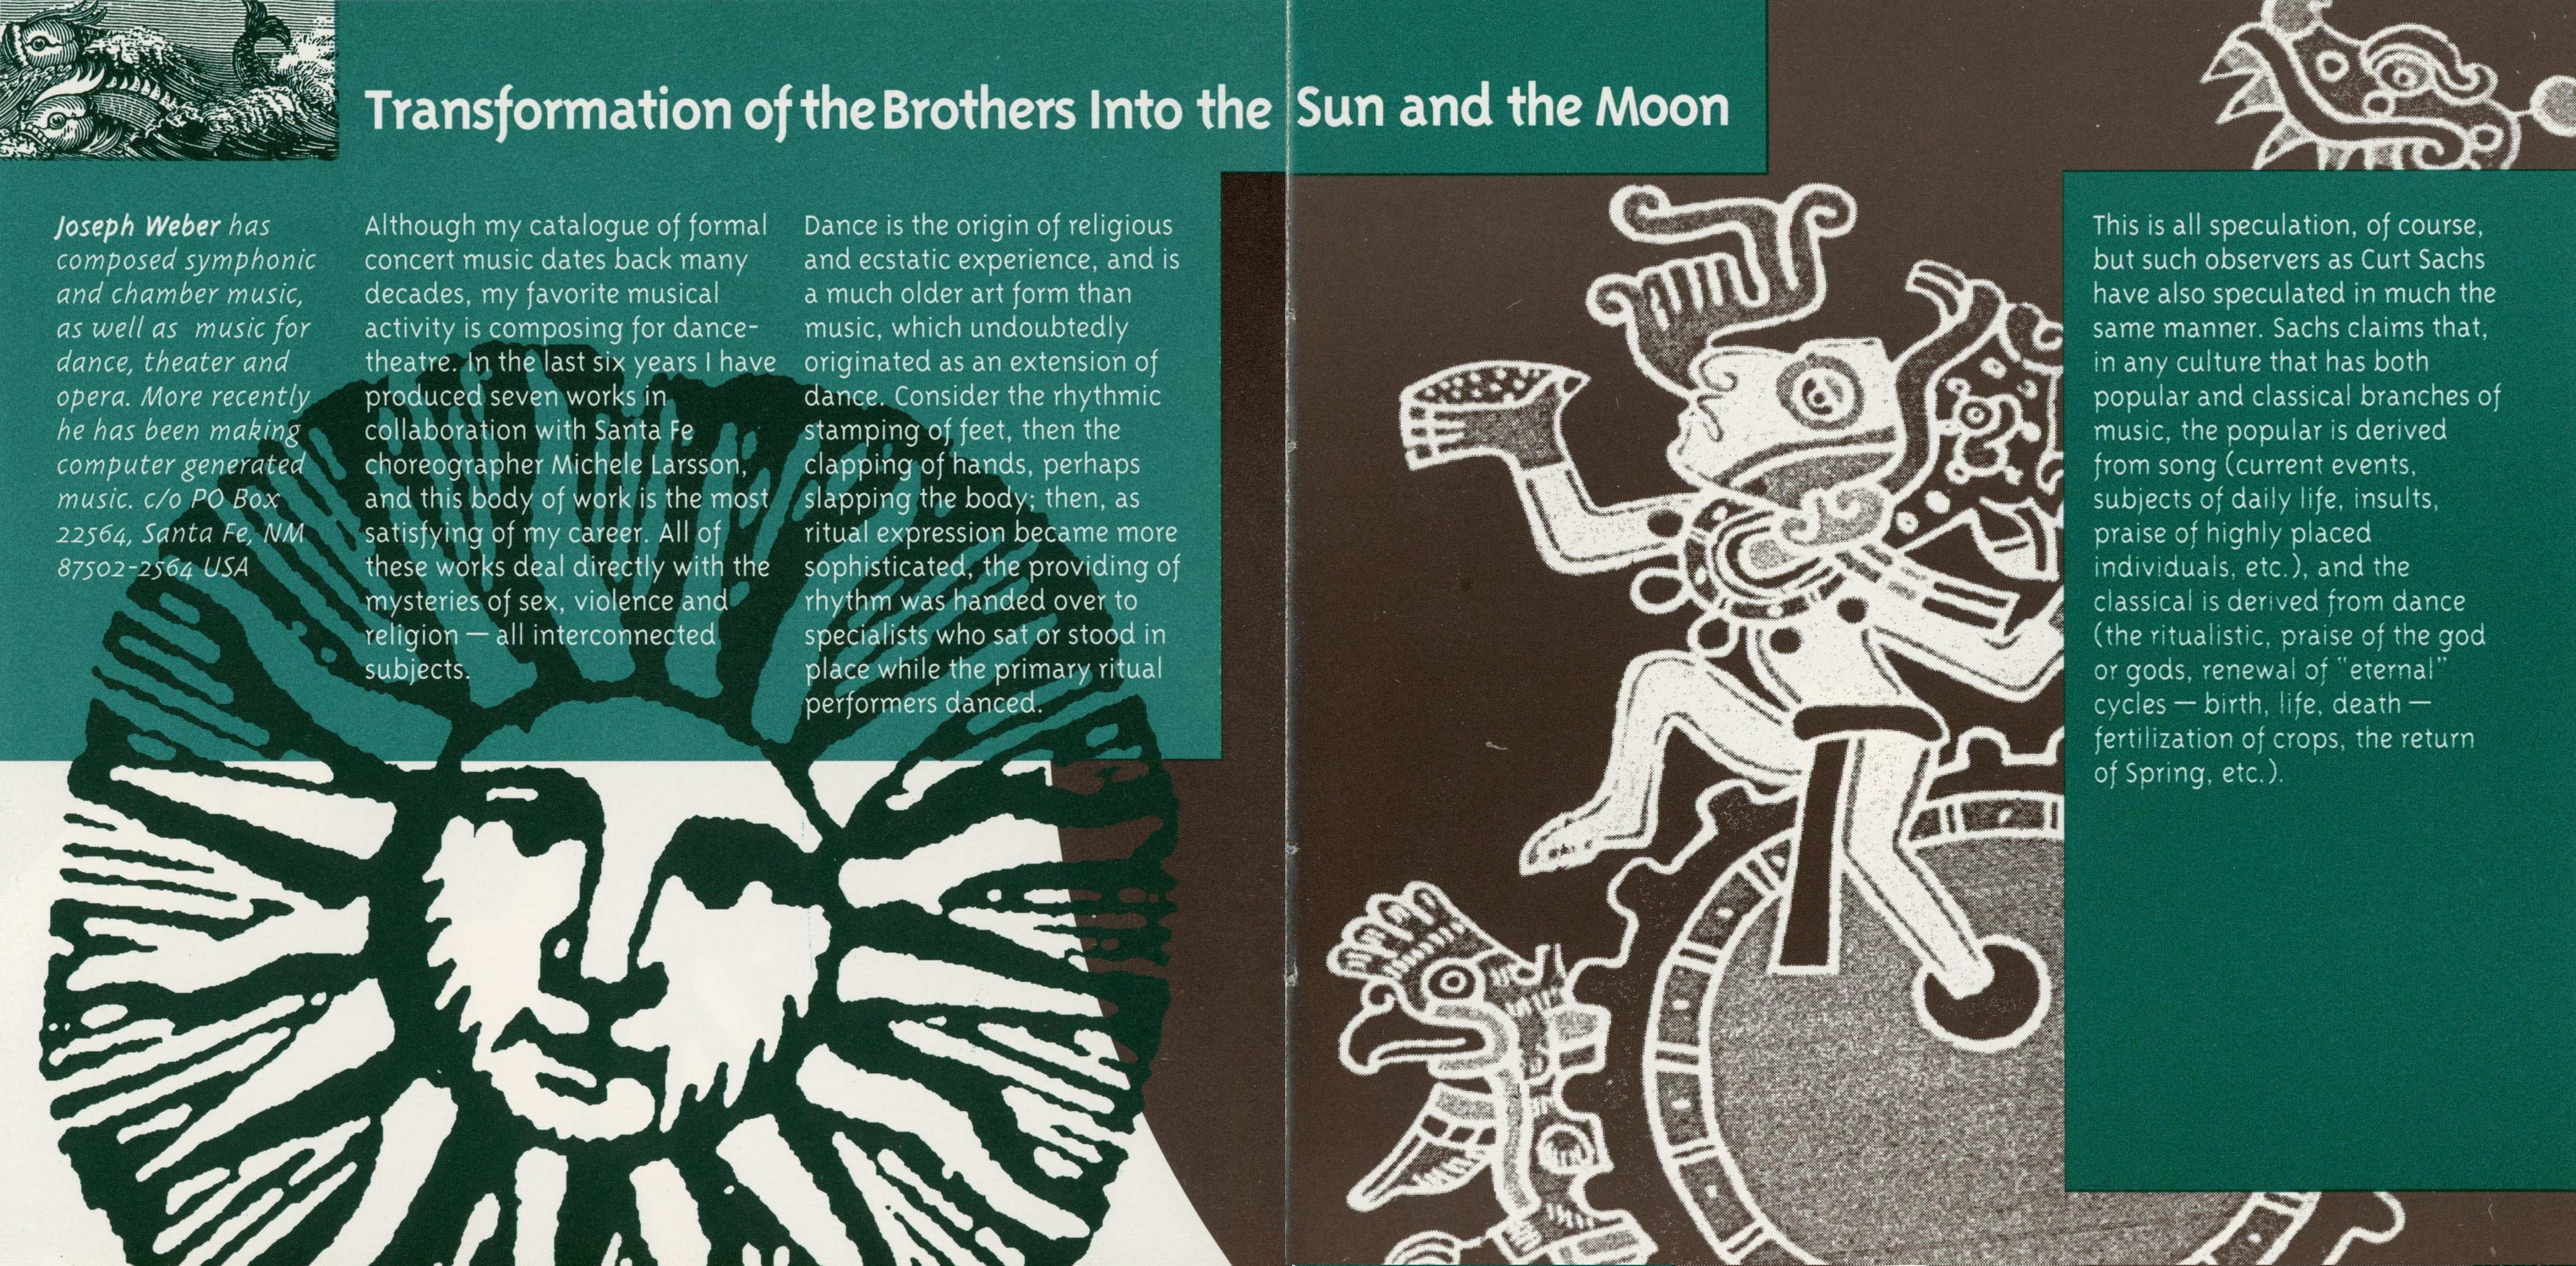 Transformation of the Brothers Into the Sun and the Moon
Joseph Weber has
composed symphonic
and chamber music,
as well as music for
dance, theater and
opera. More recently
he has been making
computer generated
music. c/o PO Box
22564, Santa Fe, NM
87502-2564 USA
Although my catalogue of formal
concert music dates back many
decades, my favorite musical
activity is composing for dance-
theatre. In the last six years I have
produced seven works in
collaboration with Santa Fe
choreographer Michele Larsson,
and this body of work is the most
satisfying of my career. All of
these works deal directly with the
mysteries of sex, violence and
religion — all interconnected
subjects.
Dance is the origin of religious
and ecstatic experience, and is
a much older art form than
music, which undoubtedly
originated as an extension of
dance. Consider the rhythmic
stamping of feet, then the
clapping of hands, perhaps
slapping the body; then, as
ritual expression became more
sophisticated, the providing of
rhythm was handed over to
specialists who sat or stood in
place while the primary ritual
performers danced.
This is all speculation, of course,
but such observers as Curt Sachs
have also speculated in much the
same manner. Sachs claims that,
in any culture that has both
popular and classical branches of
music, the popular is derived
from song (current events,
subjects of daily life, insults,
praise of highly placed
individuals, etc.), and the
classical is derived from dance
(the ritualistic, praise of the god
or gods, renewal of "eternal"
cycles — birth, life, death —
fertilization of crops, the return
of Spring, etc.).